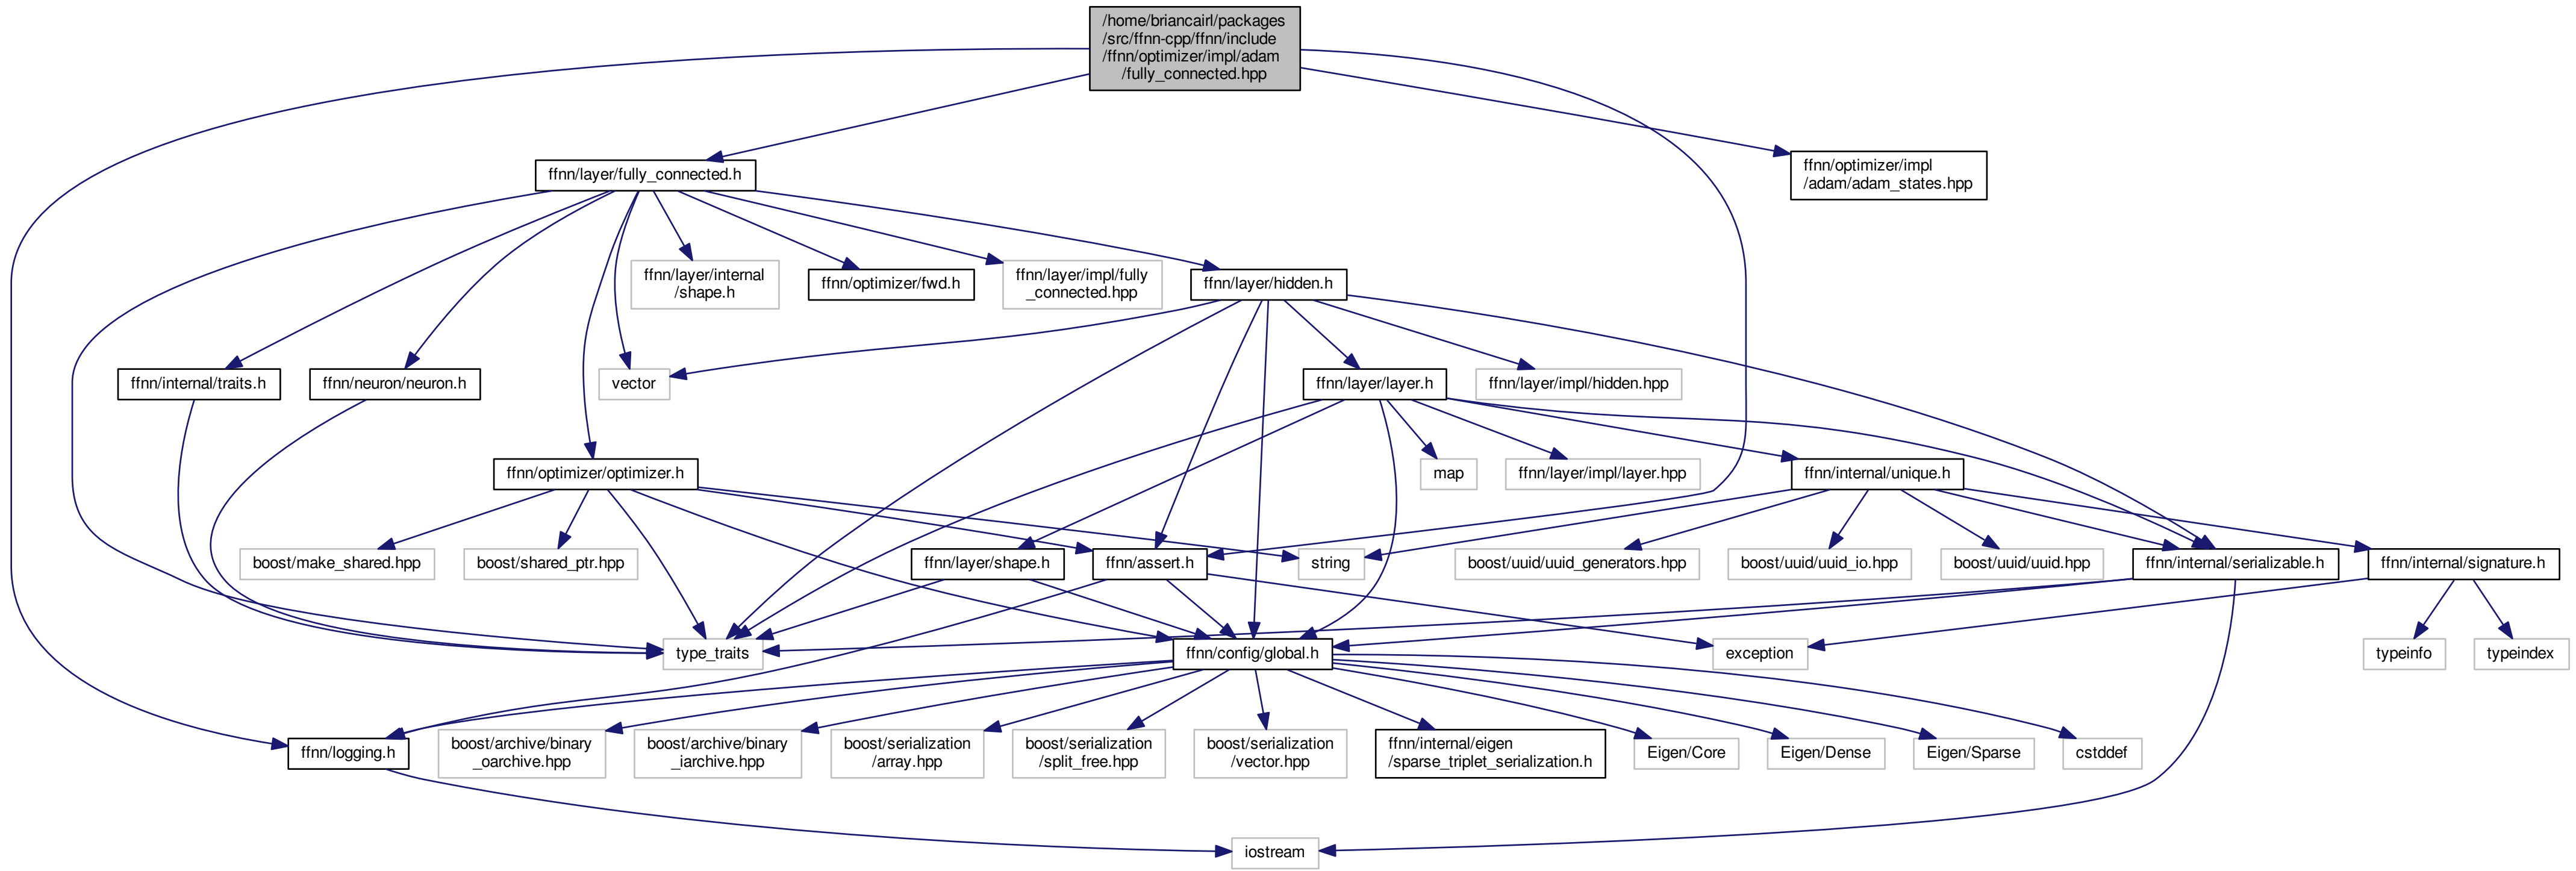 /home/briancairl/packages
/src/ffnn-cpp/ffnn/include
/ffnn/optimizer/impl/adam
/fully_connected.hpp
ffnn/layer/fully_connected.h
ffnn/optimizer/impl
/adam/adam_states.hpp
ffnn/layer/internal
/shape.h
ffnn/optimizer/fwd.h
ffnn/layer/impl/fully
_connected.hpp
ffnn/layer/hidden.h
ffnn/internal/traits.h
ffnn/neuron/neuron.h
vector
ffnn/layer/layer.h
ffnn/layer/impl/hidden.hpp
ffnn/optimizer/optimizer.h
map
ffnn/layer/impl/layer.hpp
ffnn/internal/unique.h
boost/make_shared.hpp
boost/shared_ptr.hpp
ffnn/layer/shape.h
ffnn/assert.h
string
boost/uuid/uuid_generators.hpp
boost/uuid/uuid_io.hpp
boost/uuid/uuid.hpp
ffnn/internal/serializable.h
ffnn/internal/signature.h
type_traits
ffnn/config/global.h
exception
typeinfo
typeindex
ffnn/logging.h
boost/archive/binary
_oarchive.hpp
boost/archive/binary
_iarchive.hpp
boost/serialization
/array.hpp
boost/serialization
/split_free.hpp
boost/serialization
/vector.hpp
ffnn/internal/eigen
/sparse_triplet_serialization.h
Eigen/Core
Eigen/Dense
Eigen/Sparse
cstddef
iostream